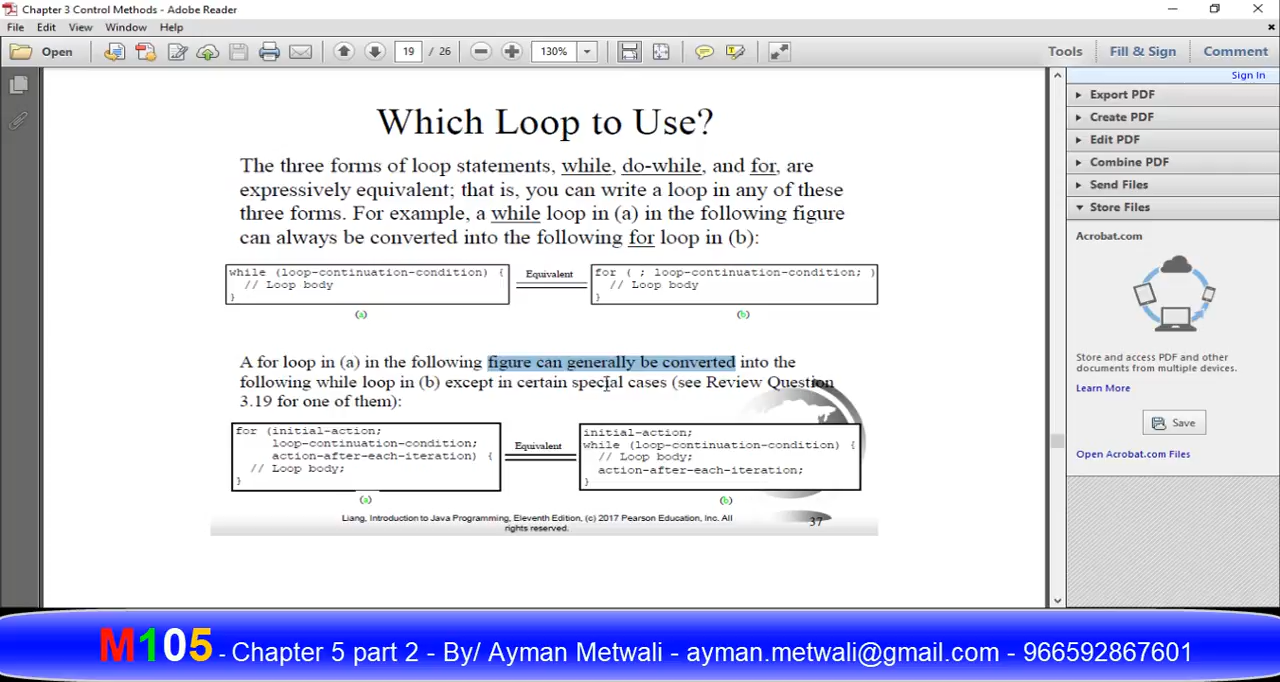 Chapter 3 Control Methods - Adobe Reader
File Edit View Window Help
Open 19 / 26 130% Tools Fill & Sign Comment
Sign In
Export PDF
Create PDF
Edit PDF
Combine PDF
Send Files
Store Files
Acrobat.com
Store and access PDF and other
documents from multiple devices.
Learn More
Save
Open Acrobat.com Files
Which Loop to Use?
The three forms of loop statements, while, do-while, and for, are
expressively equivalent; that is, you can write a loop in any of these
three forms. For example, a while loop in (a) in the following figure
can always be converted into the following for loop in (b):
while (loop-continuation-condition) {
// Loop body
}
(a)
Equivalent
for ( ; loop-continuation-condition; )
// Loop body
}
(b)
A for loop in (a) in the following figure can generally be converted into the
following while loop in (b) except in certain special cases (see Review Question
3.19 for one of them):
for (initial-action;
loop-continuation-condition;
action-after-each-iteration) {
// Loop body;
}
(a)
Equivalent
initial-action;
while (loop-continuation-condition) {
// Loop body;
action-after-each-iteration;
}
(b)
Liang, Introduction to Java Programming, Eleventh Edition, (c) 2017 Pearson Education, Inc. All
rights reserved.
37
M105 - Chapter 5 part 2 - By/ Ayman Metwali - ayman.metwali@gmail.com - 966592867601